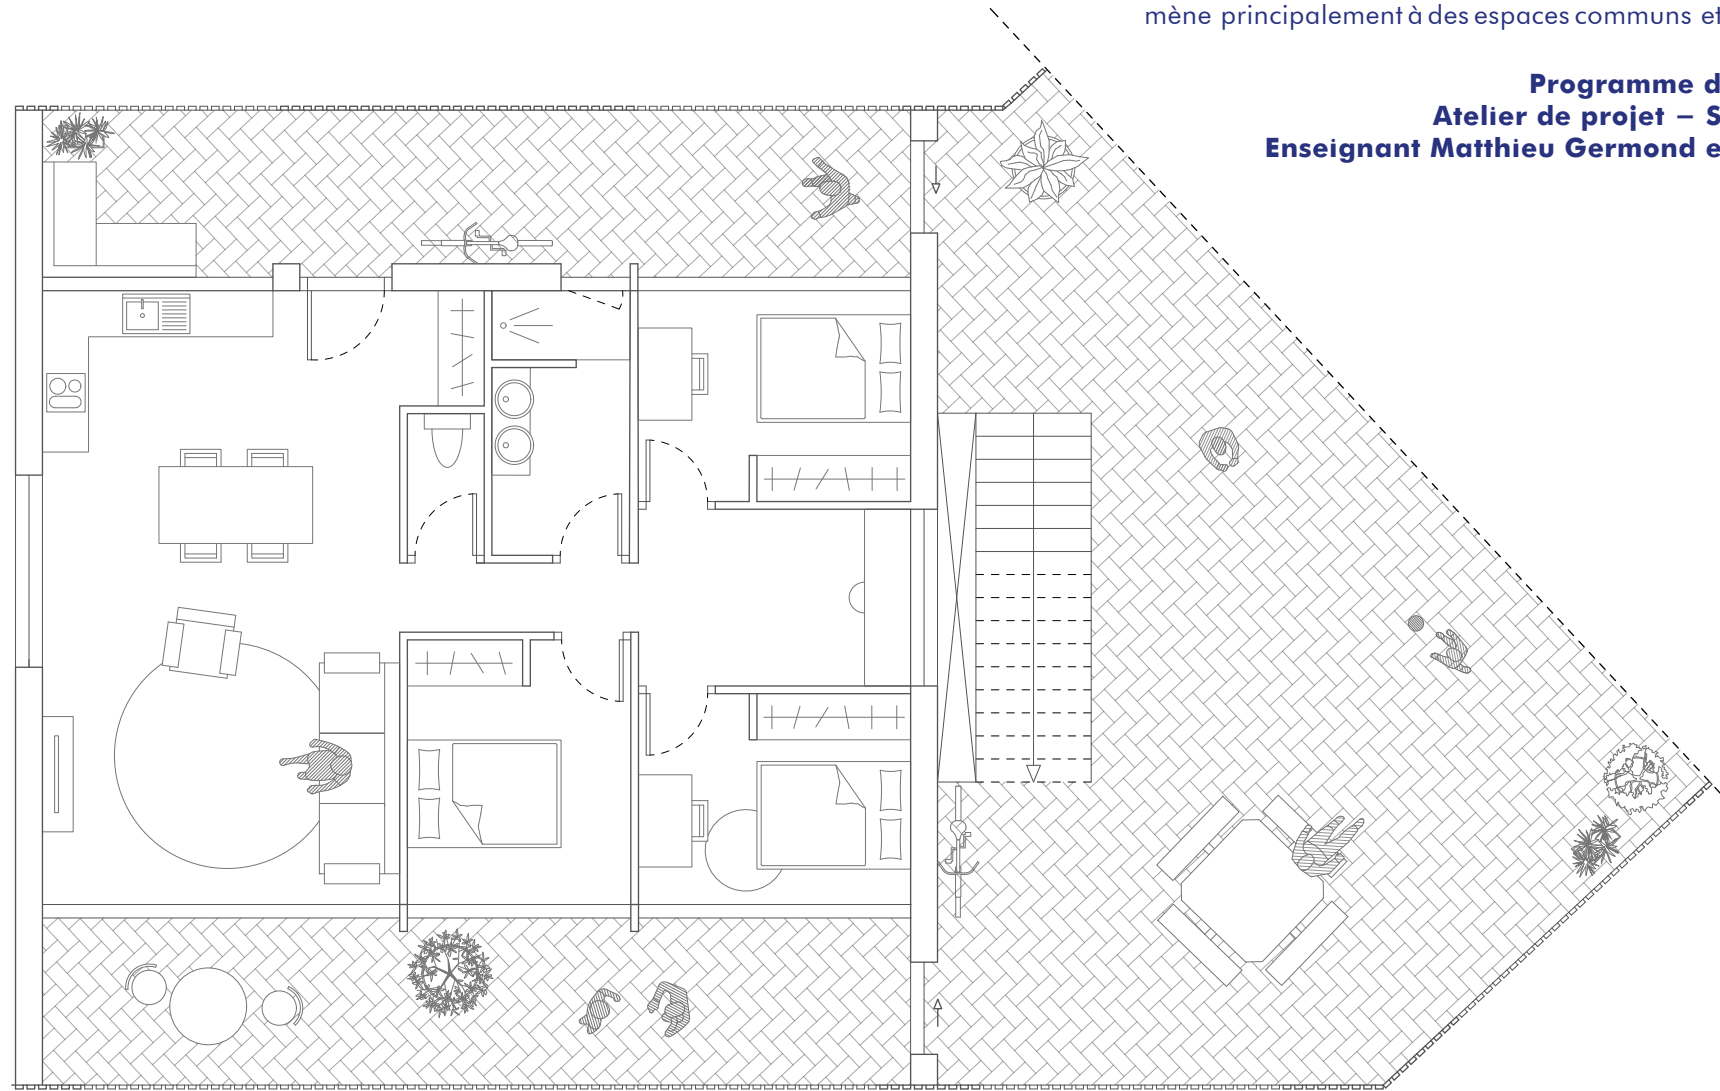 mène principalement à des espaces communs et
Programme d
Atelier de projet – S
Enseignant Matthieu Germond e